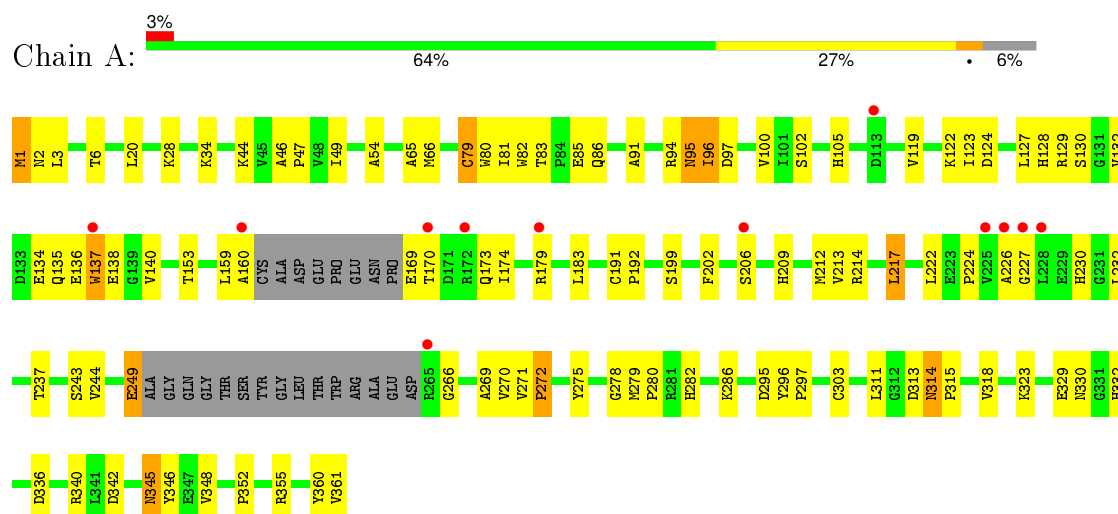 3%
Chain A:
64% 27% • 6%
M1 N2 L3 T6 L20 K28 K34 K44 V45 A46 P47 V48 I49 A54 A65 M66 C79 W80 I81 W82 T83 P84 E85 Q86 A91 R94 N95 I96 D97 V100 I101 S102 H105 D113 V119 K122 I123 D124 L127 H128 R129 S130 G131
D133 E134 Q135 E136 W137 E138 G139 V140 T153 L159 A160 CYS ALA ASP GLU PRO GLU ASN PRO E169 T170 D171 R172 Q173 I174 R179 L183 C191 P192 S199 F202 S206 H209 M212 V213 R214 L217 L222 E223 P224 V225 A226 G227 L228 E229 H230 G231
T237 S243 V244 E249 ALA GLY GLN GLY THR SER TYR GLY LEU THR TRP ARG ALA GLU ASP R265 G266 A269 V270 V271 P272 Y275 G278 M279 P280 R281 H282 K286 D295 Y296 P297 C303 L311 G312 D313 N314 P315 V318 K323 E329 N330 G331
D336 R340 L341 D342 N345 Y346 E347 V348 P352 R355 Y360 V361